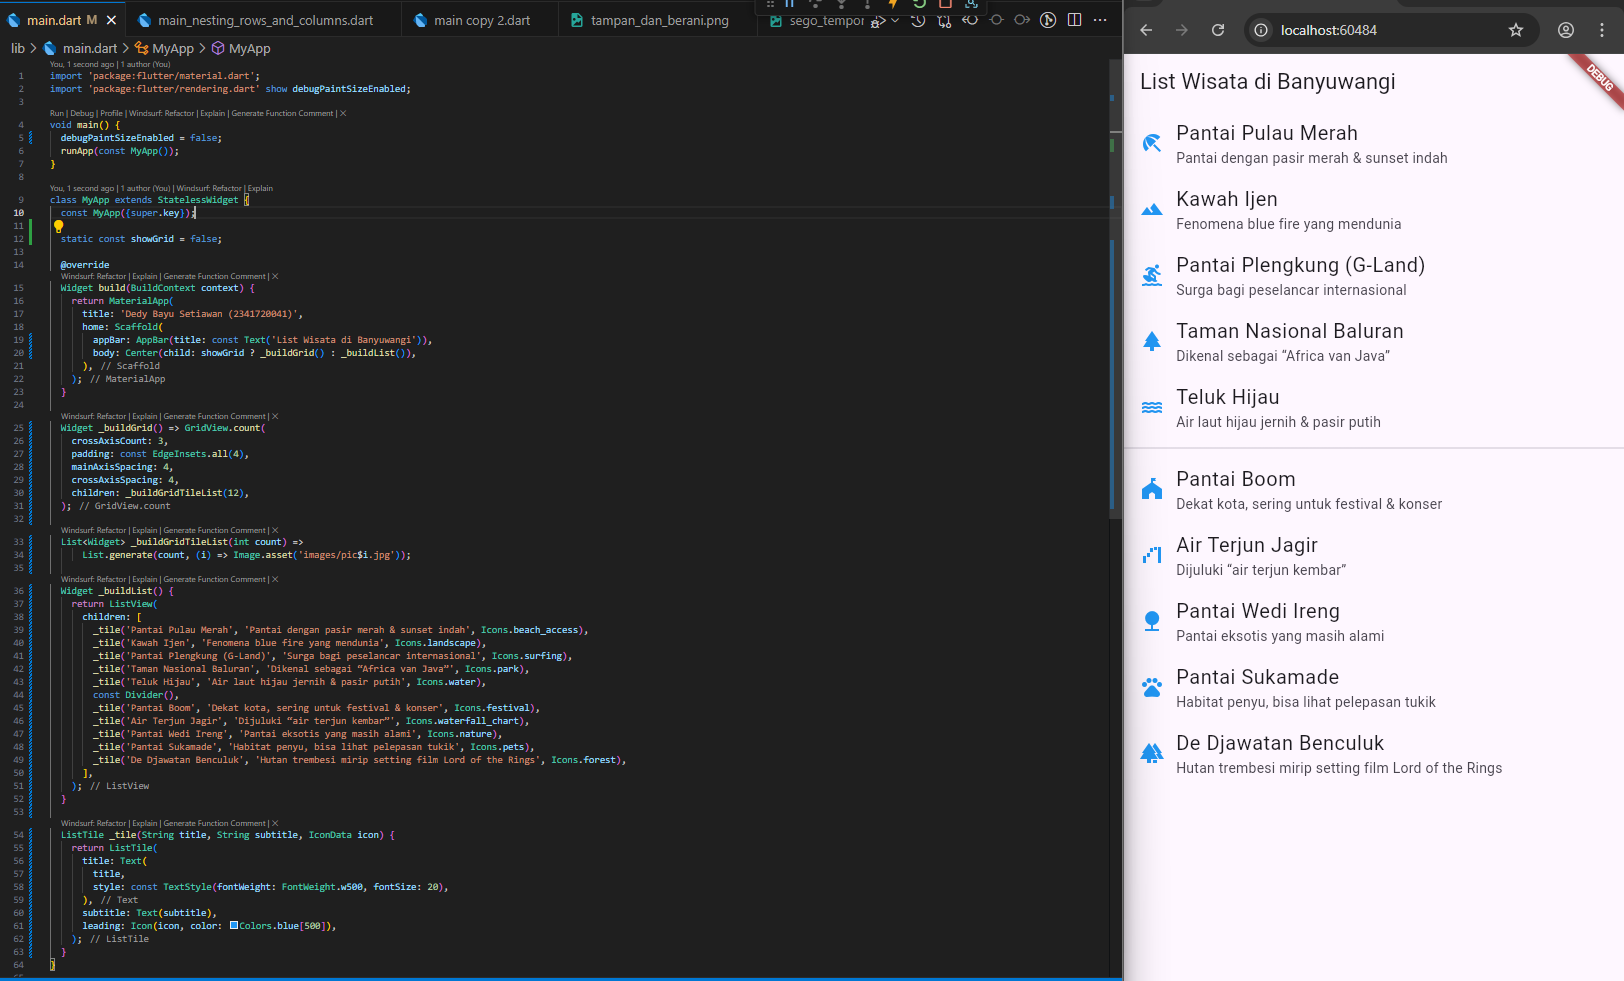 main.dart M
main_nesting_rows_and_columns.dart
main copy 2.dart
tampan_dan_berani.png
sego_tempor
lib > main.dart > MyApp > MyApp
You, 1 second ago | 1 author (You)
1 import 'package:flutter/material.dart';
2 import 'package:flutter/rendering.dart' show debugPaintSizeEnabled;
3
Run | Debug | Profile | Windsurf: Refactor | Explain | Generate Function Comment | X
4 void main() {
5 debugPaintSizeEnabled = false;
6 runApp(const MyApp());
7 }
8
You, 1 second ago | 1 author (You) | Windsurf: Refactor | Explain
9 class MyApp extends StatelessWidget {
10 const MyApp({super.key});
11
12 static const showGrid = false;
13
14 @override
Windsurf: Refactor | Explain | Generate Function Comment | X
15 Widget build(BuildContext context) {
16 return MaterialApp(
17 title: 'Dedy Bayu Setiawan (2341720041)',
18 home: Scaffold(
19 appBar: AppBar(title: const Text('List Wisata di Banyuwangi')),
20 body: Center(child: showGrid ? _buildGrid() : _buildList()),
21 ), // Scaffold
22 ); // MaterialApp
23 }
24
Windsurf: Refactor | Explain | Generate Function Comment | X
25 Widget _buildGrid() => GridView.count(
26 crossAxisCount: 3,
27 padding: const EdgeInsets.all(4),
28 mainAxisSpacing: 4,
29 crossAxisSpacing: 4,
30 children: _buildGridTileList(12),
31 ); // GridView.count
32
Windsurf: Refactor | Explain | Generate Function Comment | X
33 List<Widget> _buildGridTileList(int count) =>
34 List.generate(count, (i) => Image.asset('images/pic$i.jpg'));
35
Windsurf: Refactor | Explain | Generate Function Comment | X
36 Widget _buildList() {
37 return ListView(
38 children: [
39 _tile('Pantai Pulau Merah', 'Pantai dengan pasir merah & sunset indah', Icons.beach_access),
40 _tile('Kawah Ijen', 'Fenomena blue fire yang mendunia', Icons.landscape),
41 _tile('Pantai Plengkung (G-Land)', 'Surga bagi peselancar internasional', Icons.surfing),
42 _tile('Taman Nasional Baluran', 'Dikenal sebagai “Africa van Java”', Icons.park),
43 _tile('Teluk Hijau', 'Air laut hijau jernih & pasir putih', Icons.water),
44 const Divider(),
45 _tile('Pantai Boom', 'Dekat kota, sering untuk festival & konser', Icons.festival),
46 _tile('Air Terjun Jagir', 'Dijuluki “air terjun kembar”', Icons.waterfall_chart),
47 _tile('Pantai Wedi Ireng', 'Pantai eksotis yang masih alami', Icons.nature),
48 _tile('Pantai Sukamade', 'Habitat penyu, bisa lihat pelepasan tukik', Icons.pets),
49 _tile('De Djawatan Benculuk', 'Hutan trembesi mirip setting film Lord of the Rings', Icons.forest),
50 ],
51 ); // ListView
52 }
53
Windsurf: Refactor | Explain | Generate Function Comment | X
54 ListTile _tile(String title, String subtitle, IconData icon) {
55 return ListTile(
56 title: Text(
57 title,
58 style: const TextStyle(fontWeight: FontWeight.w500, fontSize: 20),
59 ), // Text
60 subtitle: Text(subtitle),
61 leading: Icon(icon, color: Colors.blue[500]),
62 ); // ListTile
63 }
64 }
localhost:60484
DEBUG
List Wisata di Banyuwangi
Pantai Pulau Merah
Pantai dengan pasir merah & sunset indah
Kawah Ijen
Fenomena blue fire yang mendunia
Pantai Plengkung (G-Land)
Surga bagi peselancar internasional
Taman Nasional Baluran
Dikenal sebagai “Africa van Java”
Teluk Hijau
Air laut hijau jernih & pasir putih
Pantai Boom
Dekat kota, sering untuk festival & konser
Air Terjun Jagir
Dijuluki “air terjun kembar”
Pantai Wedi Ireng
Pantai eksotis yang masih alami
Pantai Sukamade
Habitat penyu, bisa lihat pelepasan tukik
De Djawatan Benculuk
Hutan trembesi mirip setting film Lord of the Rings